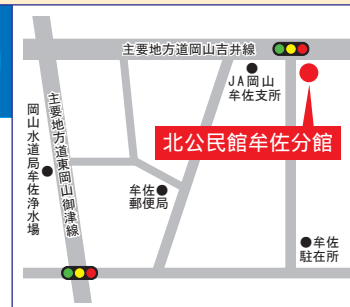 主要地方道岡山吉井線
JA岡山
牟佐支所
主要地方道東岡山御津線
岡山水道局牟佐浄水場
北公民館牟佐分館
牟佐
郵便局
牟佐
駐在所